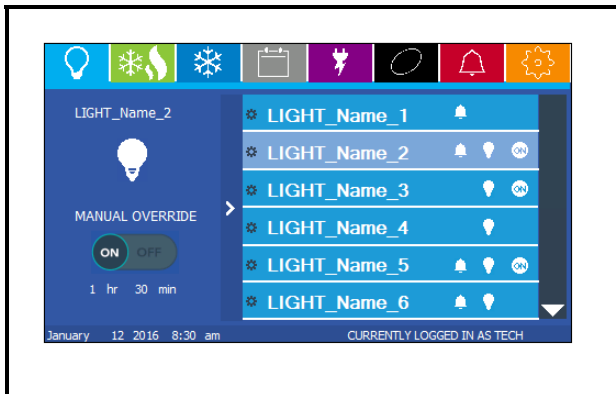 LIGHT_Name_2
MANUAL OVERRIDE
ON OFF
1 hr 30 min
LIGHT_Name_1
LIGHT_Name_2 ON
LIGHT_Name_3 ON
LIGHT_Name_4
LIGHT_Name_5 ON
LIGHT_Name_6
January 12 2016 8:30 am CURRENTLY LOGGED IN AS TECH